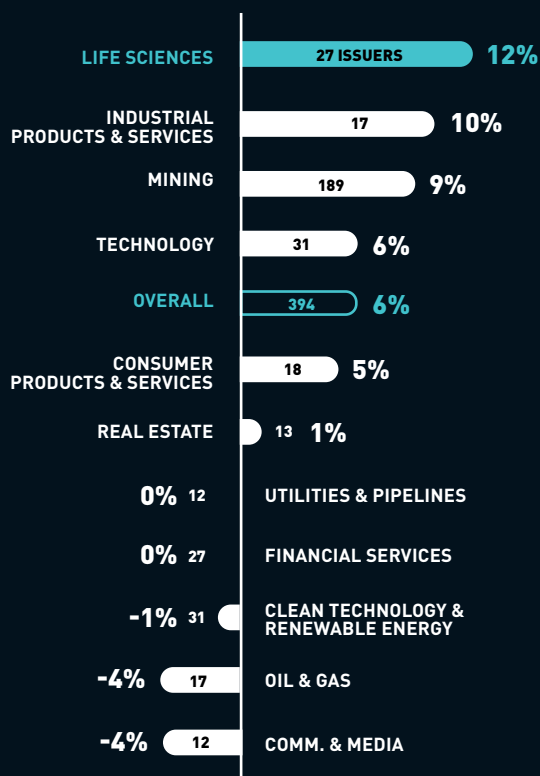 LIFE SCIENCES 27 ISSUERS 12%
INDUSTRIAL
PRODUCTS & SERVICES 17 10%
MINING 189 9%
TECHNOLOGY 31 6%
OVERALL 394 6%
CONSUMER
PRODUCTS & SERVICES 18 5%
REAL ESTATE 13 1%
0% 12 UTILITIES & PIPELINES
0% 27 FINANCIAL SERVICES
-1% 31 CLEAN TECHNOLOGY &
RENEWABLE ENERGY
-4% 17 OIL & GAS
-4% 12 COMM. & MEDIA